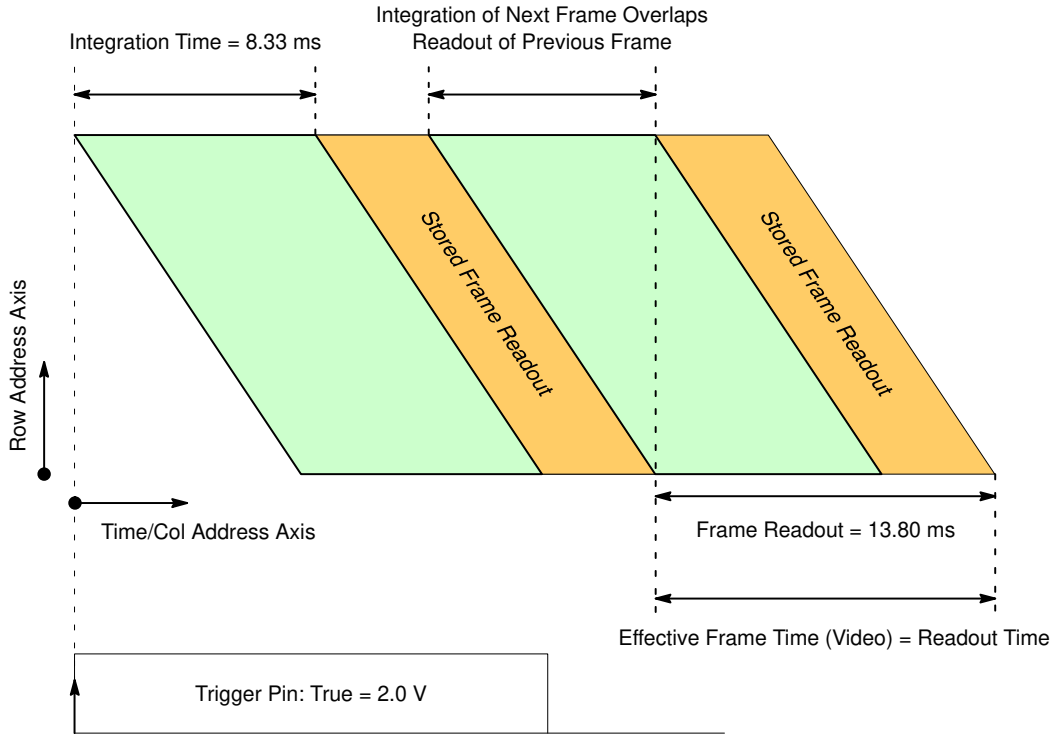 Integration of Next Frame Overlaps
Integration Time = 8.33 ms
Readout of Previous Frame
Stored Frame Readout
Stored Frame Readout
Row Address Axis
Time/Col Address Axis
Frame Readout = 13.80 ms
Effective Frame Time (Video) = Readout Time
Trigger Pin: True = 2.0 V